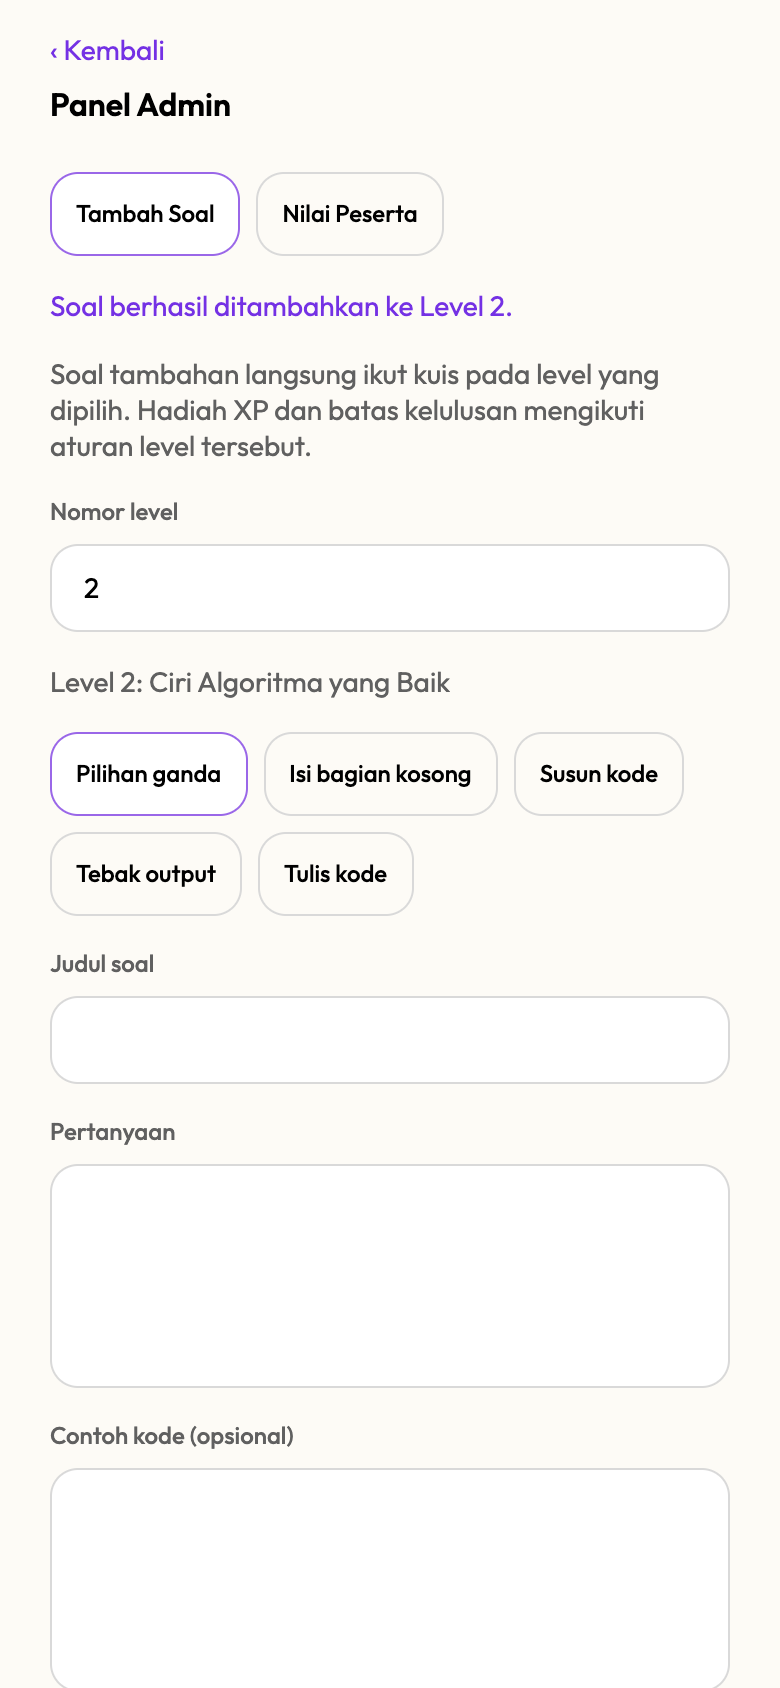 ‹ Kembali
Panel Admin
Tambah Soal
Nilai Peserta
Soal berhasil ditambahkan ke Level 2.
Soal tambahan langsung ikut kuis pada level yang
dipilih. Hadiah XP dan batas kelulusan mengikuti
aturan level tersebut.
Nomor level
2
Level 2: Ciri Algoritma yang Baik
Pilihan ganda
Isi bagian kosong
Susun kode
Tebak output
Tulis kode
Judul soal
Pertanyaan
Contoh kode (opsional)